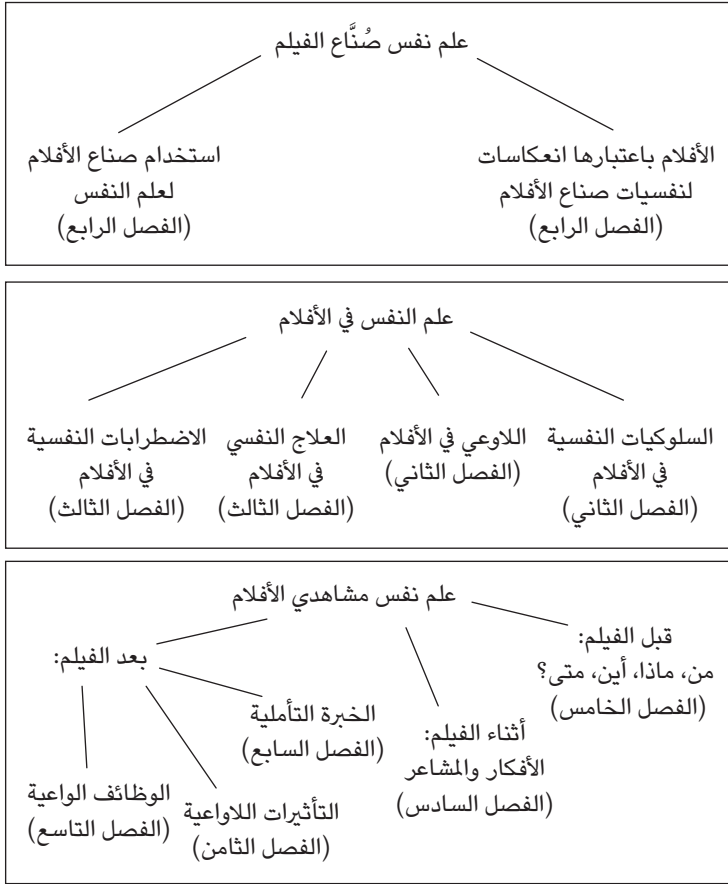 علم نفس صُنَّاع الفيلم
الأفلام باعتبارها انعكاسات
لنفسيات صناع الأفلام
(الفصل الرابع)
استخدام صناع الأفلام
لعلم النفس
(الفصل الرابع)
علم النفس في الأفلام
السلوكيات النفسية
في الأفلام
(الفصل الثاني)
اللاوعي في الأفلام
(الفصل الثاني)
العلاج النفسي
في الأفلام
(الفصل الثالث)
الاضطرابات النفسية
في الأفلام
(الفصل الثالث)
علم نفس مشاهدي الأفلام
قبل الفيلم:
من، ماذا، أين، متى؟
(الفصل الخامس)
أثناء الفيلم:
الأفكار والمشاعر
(الفصل السادس)
بعد الفيلم:
الخبرة التأملية
(الفصل السابع)
التأثيرات اللاواعية
(الفصل الثامن)
الوظائف الواعية
(الفصل التاسع)